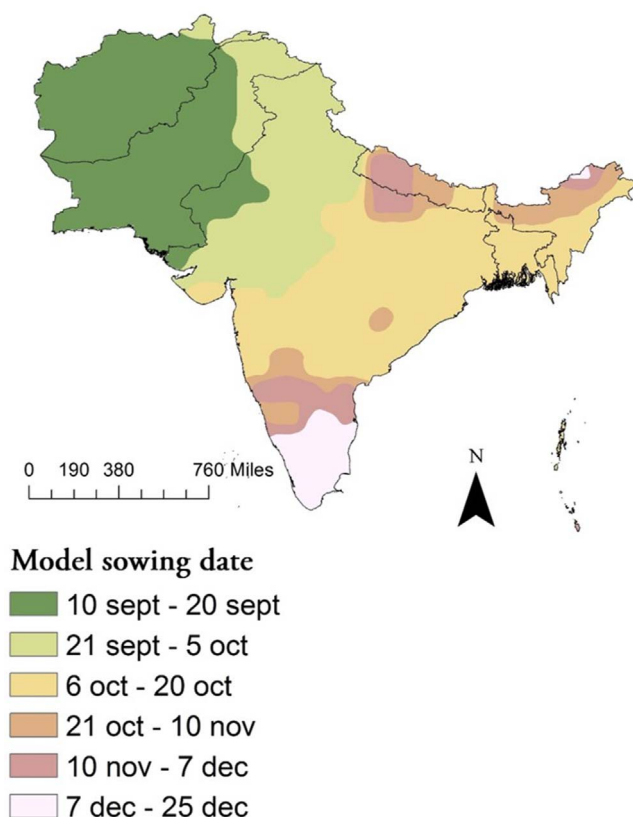 0 190 380 760 Miles
N
Model sowing date
10 sept - 20 sept
21 sept - 5 oct
6 oct - 20 oct
21 oct - 10 nov
10 nov - 7 dec
7 dec - 25 dec